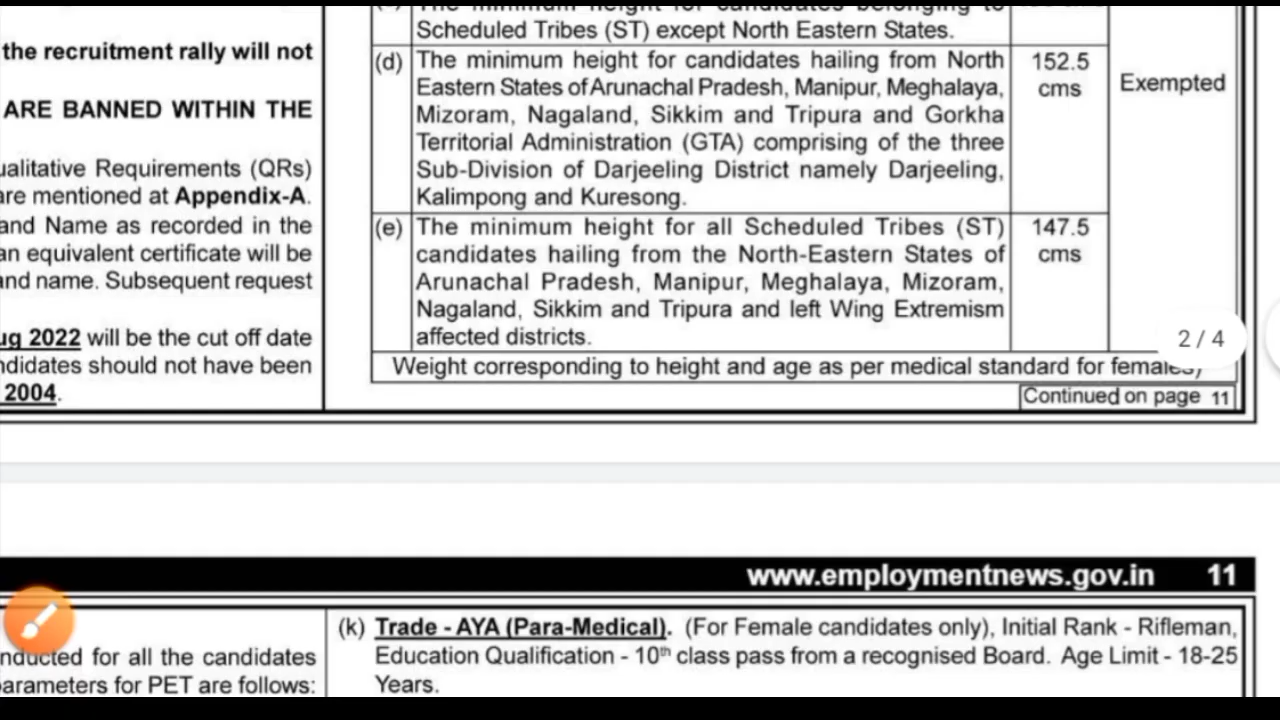 the recruitment rally will not
ARE BANNED WITHIN THE
ualitative Requirements (QRs)
are mentioned at Appendix-A.
and Name as recorded in the
an equivalent certificate will be
and name. Subsequent request
ug 2022 will be the cut off date
ndidates should not have been
2004.
The minimum height for candidates belonging to
Scheduled Tribes (ST) except North Eastern States.
(d) The minimum height for candidates hailing from North
Eastern States of Arunachal Pradesh, Manipur, Meghalaya,
Mizoram, Nagaland, Sikkim and Tripura and Gorkha
Territorial Administration (GTA) comprising of the three
Sub-Division of Darjeeling District namely Darjeeling,
Kalimpong and Kuresong.
152.5
cms
Exempted
(e) The minimum height for all Scheduled Tribes (ST)
candidates hailing from the North-Eastern States of
Arunachal Pradesh, Manipur, Meghalaya, Mizoram,
Nagaland, Sikkim and Tripura and left Wing Extremism
affected districts.
147.5
cms
2 / 4
Weight corresponding to height and age as per medical standard for females)
Continued on page 11
www.employmentnews.gov.in 11
nducted for all the candidates
parameters for PET are follows:
(k) Trade - AYA (Para-Medical). (For Female candidates only), Initial Rank - Rifleman,
Education Qualification - 10th class pass from a recognised Board. Age Limit - 18-25
Years.